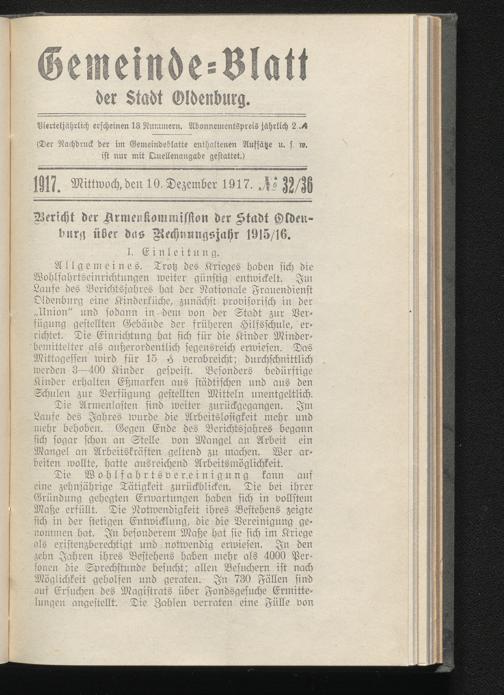 Gemeinde=Blatt
der Stadt Oldenburg.
Vierteljährlich erscheinen 13 Nummern. Abonnementspreis jährlich 2 ℳ
(Der Nachdruck der im Gemeindeblatte enthaltenen Aufsätze u. s. w.
ist nur mit Quellenangabe gestattet.)
1917. Mittwoch, den 10. Dezember 1917. № 32/36
Bericht der Armenkommission der Stadt Olden-
burg über das Rechnungsjahr 1915/16.
I. Einleitung.
Allgemeines. Trotz des Krieges haben sich die
Wohlfahrtseinrichtungen weiter günstig entwickelt. Im
Laufe des Berichtsjahres hat der Nationale Frauendienst
Oldenburg eine Kinderküche, zunächst provisorisch in der
„Union“ und sodann in dem von der Stadt zur Ver-
fügung gestellten Gebäude der früheren Hilfsschule, er-
richtet. Die Einrichtung hat sich für die Kinder Minder-
bemittelter als außerordentlich segensreich erwiesen. Das
Mittagessen wird für 15 ₰ verabreicht; durchschnittlich
werden 3—400 Kinder gespeist. Besonders bedürftige
Kinder erhalten Eßmarken aus städtischen und aus den
Schulen zur Verfügung gestellten Mitteln unentgeltlich.
Die Armenlasten sind weiter zurückgegangen. Im
Laufe des Jahres wurde die Arbeitslosigkeit mehr und
mehr behoben. Gegen Ende des Berichtsjahres begann
sich sogar schon an Stelle von Mangel an Arbeit ein
Mangel an Arbeitskräften geltend zu machen. Wer ar-
beiten wollte, hatte ausreichend Arbeitsmöglichkeit.
Die Wohlfahrtsvereinigung kann auf
eine zehnjährige Tätigkeit zurückblicken. Die bei ihrer
Gründung gehegten Erwartungen haben sich in vollstem
Maße erfüllt. Die Notwendigkeit ihres Bestehens zeigte
sich in der stetigen Entwicklung, die die Vereinigung ge-
nommen hat. In besonderem Maße hat sie sich im Kriege
als existenzberechtigt und notwendig erwiesen. In den
zehn Jahren ihres Bestehens haben mehr als 4000 Per-
sonen die Sprechstunde besucht; allen Besuchern ist nach
Möglichkeit geholfen und geraten. In 730 Fällen sind
auf Ersuchen des Magistrats über Fondsgesuche Ermitte-
lungen angestellt. Die Zahlen verraten eine Fülle von